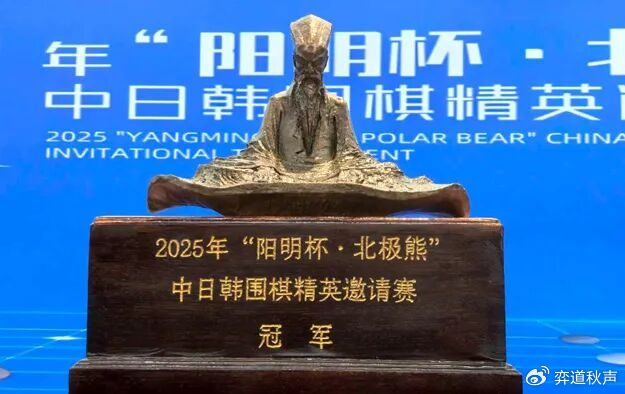 年“阳明杯·北
中日韩围棋精英
2025 "YANGMING POLAR BEAR" CHINA
INVITATIONAL T MENT
2025年“阳明杯·北极熊”
中日韩围棋精英邀请赛
冠 军
弈道秋声